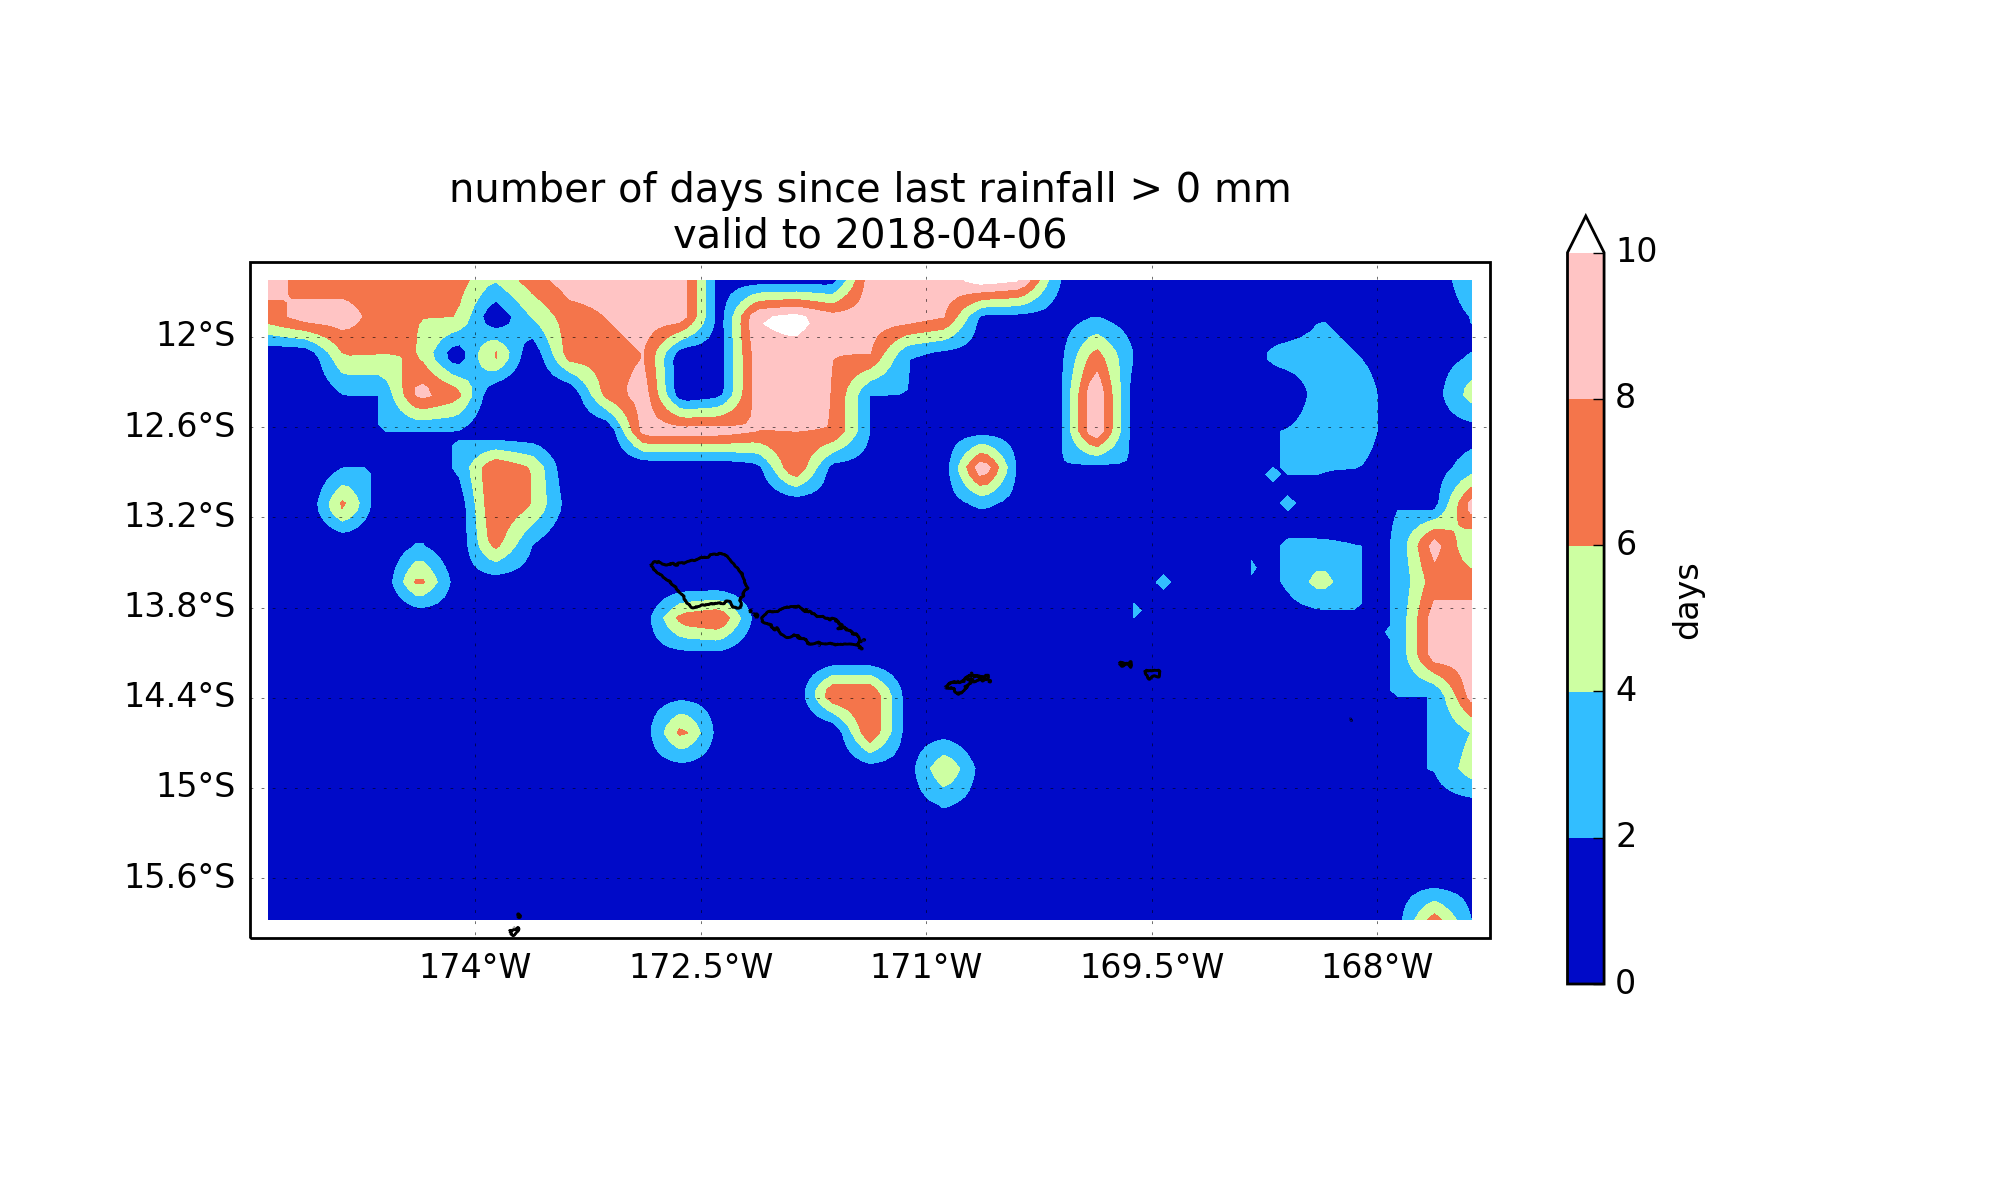 number of days since last rainfall > 0 mm
valid to 2018-04-06
12°S
12.6°S
13.2°S
13.8°S
14.4°S
15°S
15.6°S
174°W 172.5°W 171°W 169.5°W 168°W
10
8
6
4
2
0
days